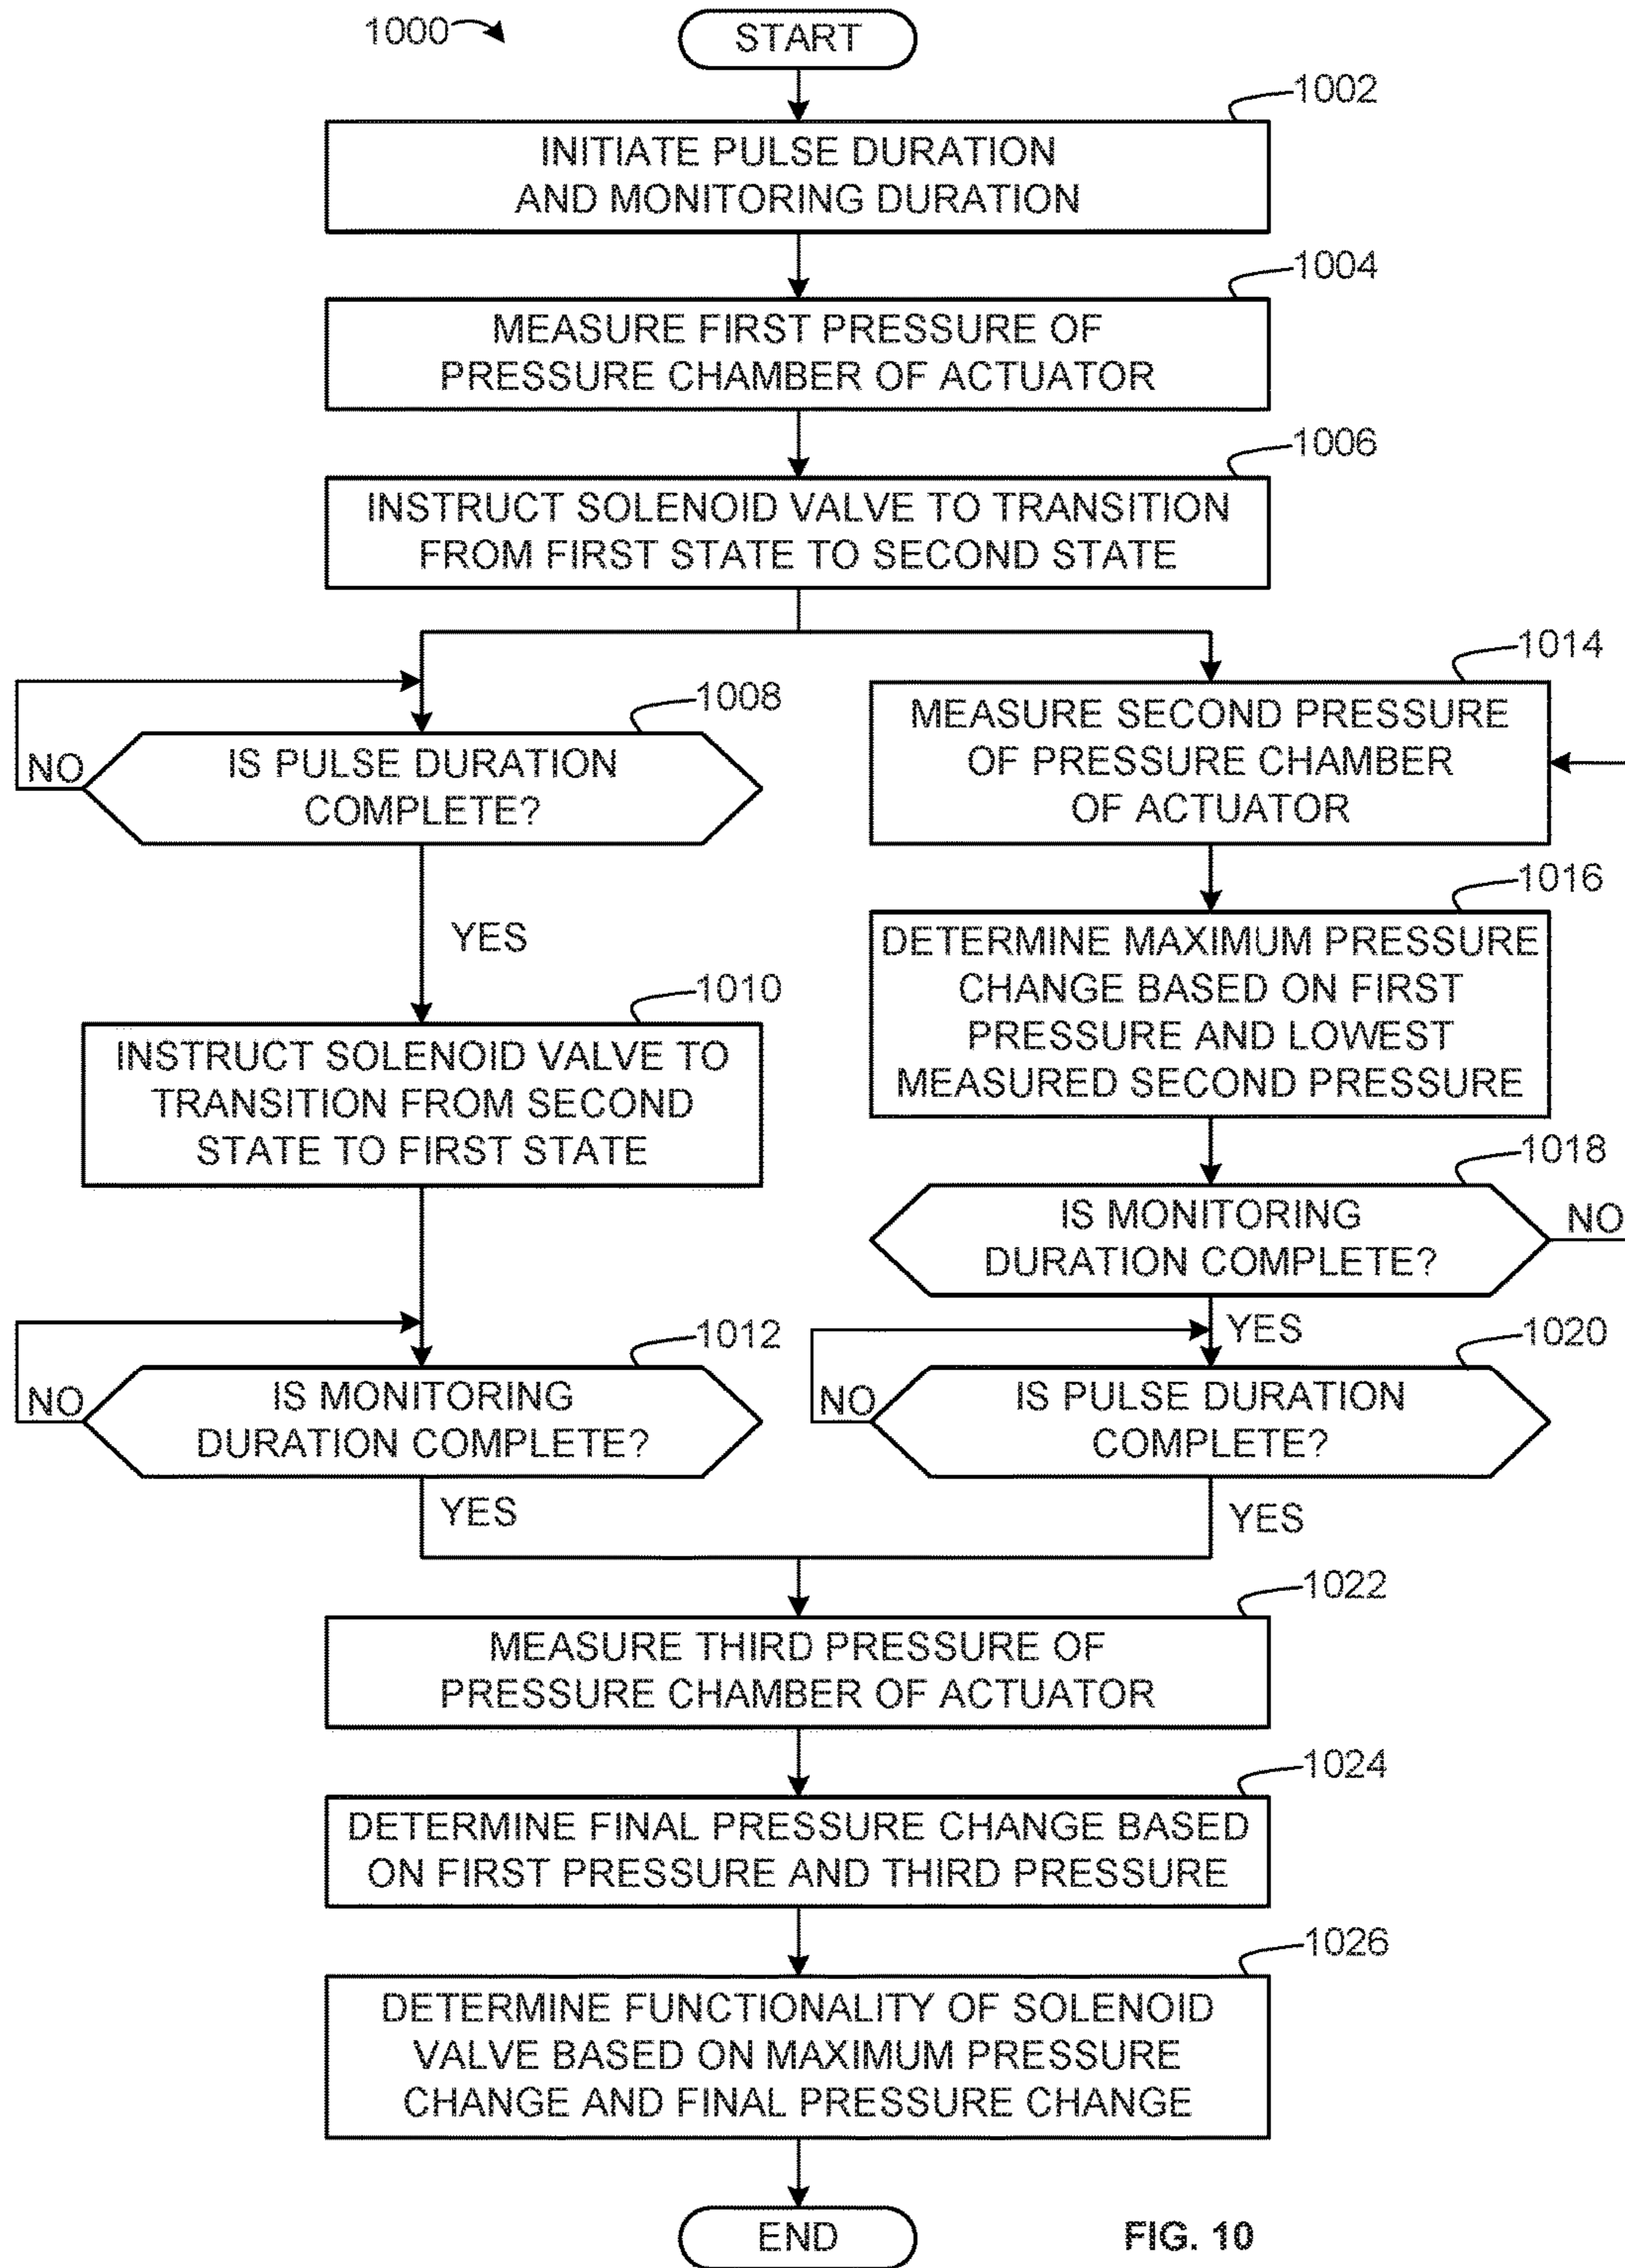 1000
START
1002
INITIATE PULSE DURATION
AND MONITORING DURATION
1004
MEASURE FIRST PRESSURE OF
PRESSURE CHAMBER OF ACTUATOR
1006
INSTRUCT SOLENOID VALVE TO TRANSITION
FROM FIRST STATE TO SECOND STATE
1008
IS PULSE DURATION
COMPLETE?
NO
YES
1010
INSTRUCT SOLENOID VALVE TO
TRANSITION FROM SECOND
STATE TO FIRST STATE
1012
IS MONITORING
DURATION COMPLETE?
NO
YES
1014
MEASURE SECOND PRESSURE
OF PRESSURE CHAMBER
OF ACTUATOR
1016
DETERMINE MAXIMUM PRESSURE
CHANGE BASED ON FIRST
PRESSURE AND LOWEST
MEASURED SECOND PRESSURE
1018
IS MONITORING
DURATION COMPLETE?
NO
YES
1020
IS PULSE DURATION
COMPLETE?
NO
YES
1022
MEASURE THIRD PRESSURE OF
PRESSURE CHAMBER OF ACTUATOR
1024
DETERMINE FINAL PRESSURE CHANGE BASED
ON FIRST PRESSURE AND THIRD PRESSURE
1026
DETERMINE FUNCTIONALITY OF SOLENOID
VALVE BASED ON MAXIMUM PRESSURE
CHANGE AND FINAL PRESSURE CHANGE
END
FIG. 10